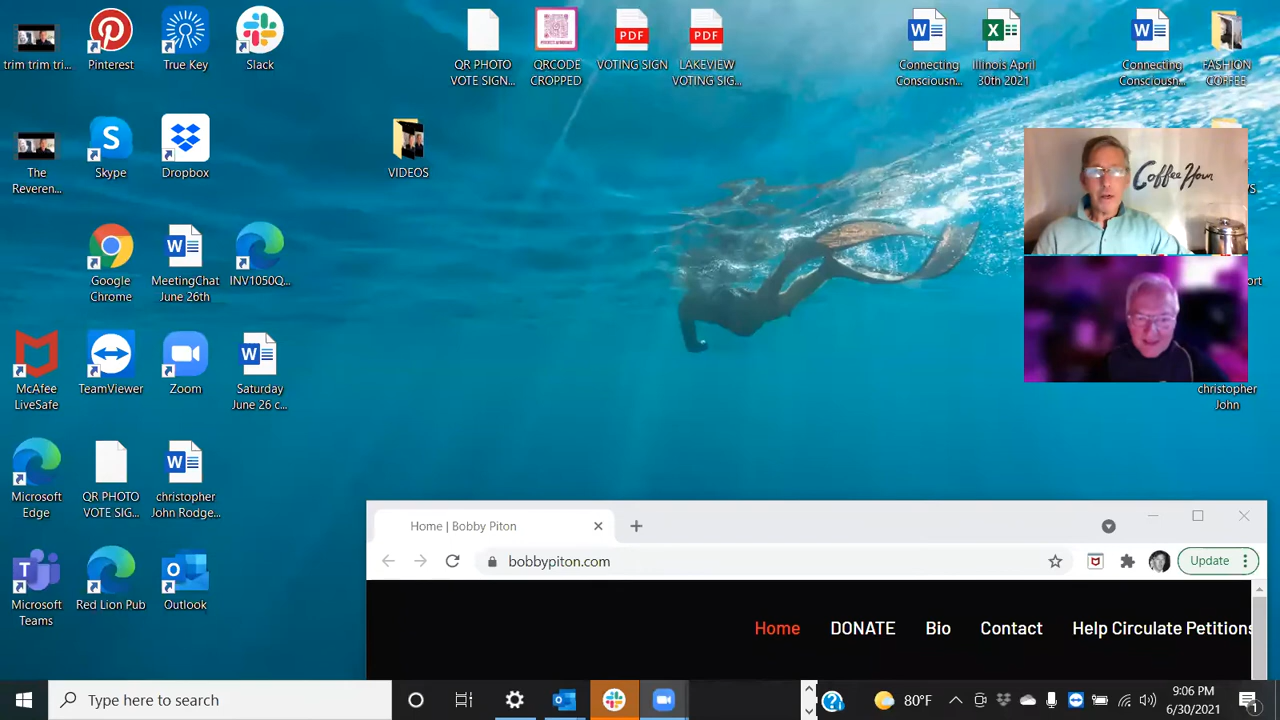 trim trim tri...
Pinterest
True Key
Slack
QR PHOTO
VOTE SIGN...
QRCODE
CROPPED
PDF
VOTING SIGN
PDF
LAKEVIEW
VOTING SIG...
Connecting
Consciousn...
Illinois April
30th 2021
Connecting
Consciousn...
FASHION
COFFEE
The
Reveren...
Skype
Dropbox
VIDEOS
Coffee Hour
Google
Chrome
MeetingChat
June 26th
INV1050Q...
McAfee
LiveSafe
TeamViewer
Zoom
Saturday
June 26 c...
christopher
John
Microsoft
Edge
QR PHOTO
VOTE SIG...
christopher
John Rodge...
Microsoft
Teams
Red Lion Pub
Outlook
Home | Bobby Piton
bobbypiton.com
Update
Home DONATE Bio Contact Help Circulate Petitions
Type here to search
80°F
9:06 PM
6/30/2021